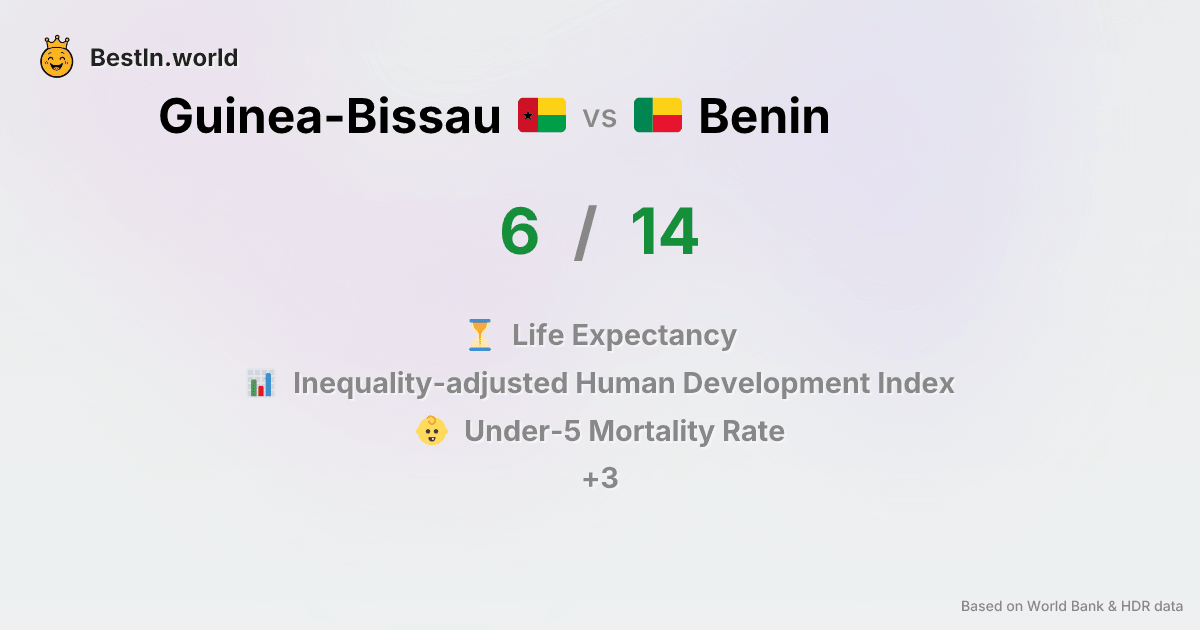 BestIn.world
Guinea-Bissau vs Benin
6 / 14
Life Expectancy
Inequality-adjusted Human Development Index
Under-5 Mortality Rate
+3
Based on World Bank & HDR data